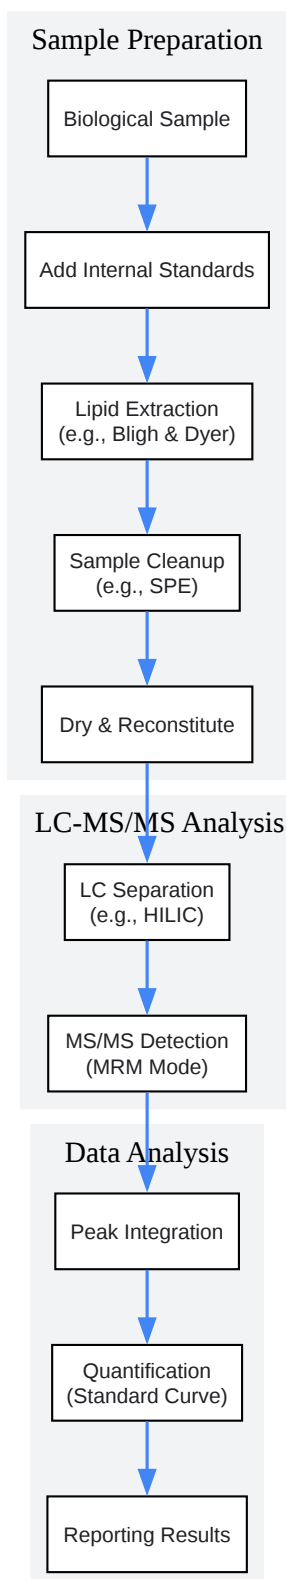 Sample Preparation
Biological Sample
Add Internal Standards
Lipid Extraction
(e.g., Bligh & Dyer)
Sample Cleanup
(e.g., SPE)
Dry & Reconstitute
LC-MS/MS Analysis
LC Separation
(e.g., HILIC)
MS/MS Detection
(MRM Mode)
Data Analysis
Peak Integration
Quantification
(Standard Curve)
Reporting Results